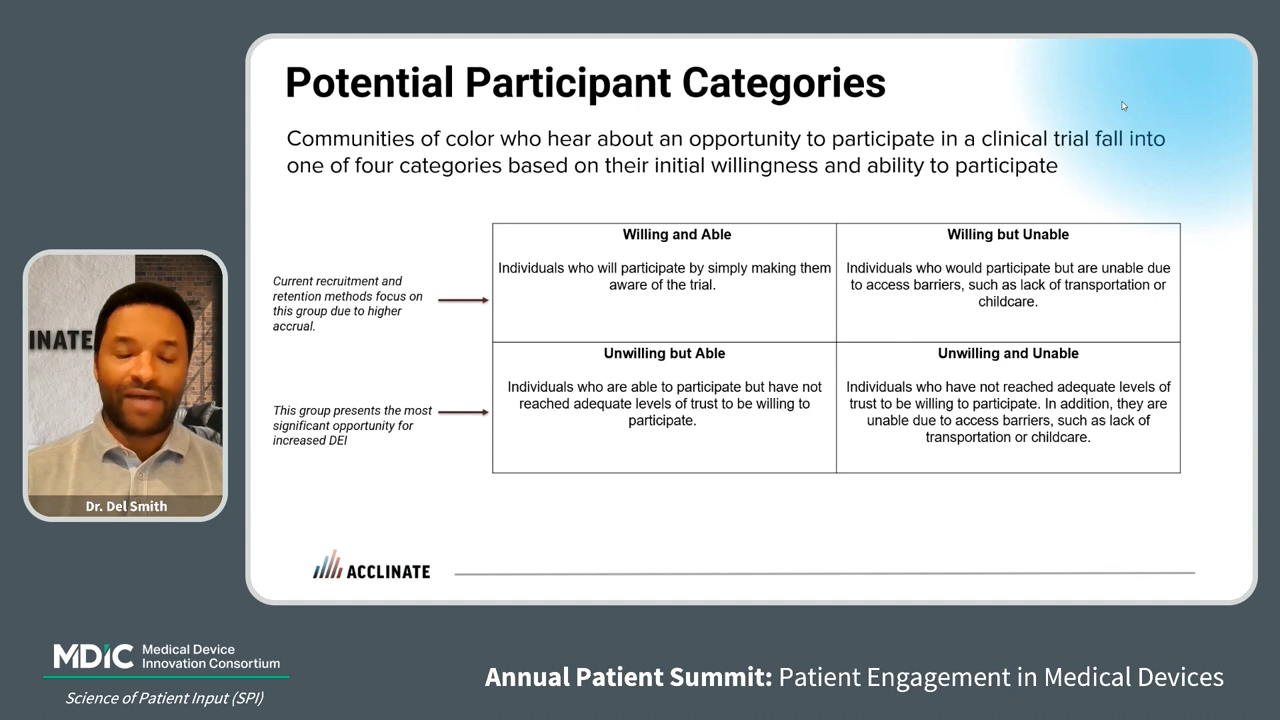 Potential Participant Categories
Communities of color who hear about an opportunity to participate in a clinical trial fall into
one of four categories based on their initial willingness and ability to participate
Current recruitment and
retention methods focus on
this group due to higher
accrual.
Willing and Able
Individuals who will participate by simply making them
aware of the trial.
Willing but Unable
Individuals who would participate but are unable due
to access barriers, such as lack of transportation or
childcare.
This group presents the most
significant opportunity for
increased DEI
Unwilling but Able
Individuals who are able to participate but have not
reached adequate levels of trust to be willing to
participate.
Unwilling and Unable
Individuals who have not reached adequate levels of
trust to be willing to participate. In addition, they are
unable due to access barriers, such as lack of
transportation or childcare.
ACCLINATE
INATE
Dr. Del Smith
MDIC
Medical Device
Innovation Consortium
Science of Patient Input (SPI)
Annual Patient Summit: Patient Engagement in Medical Devices